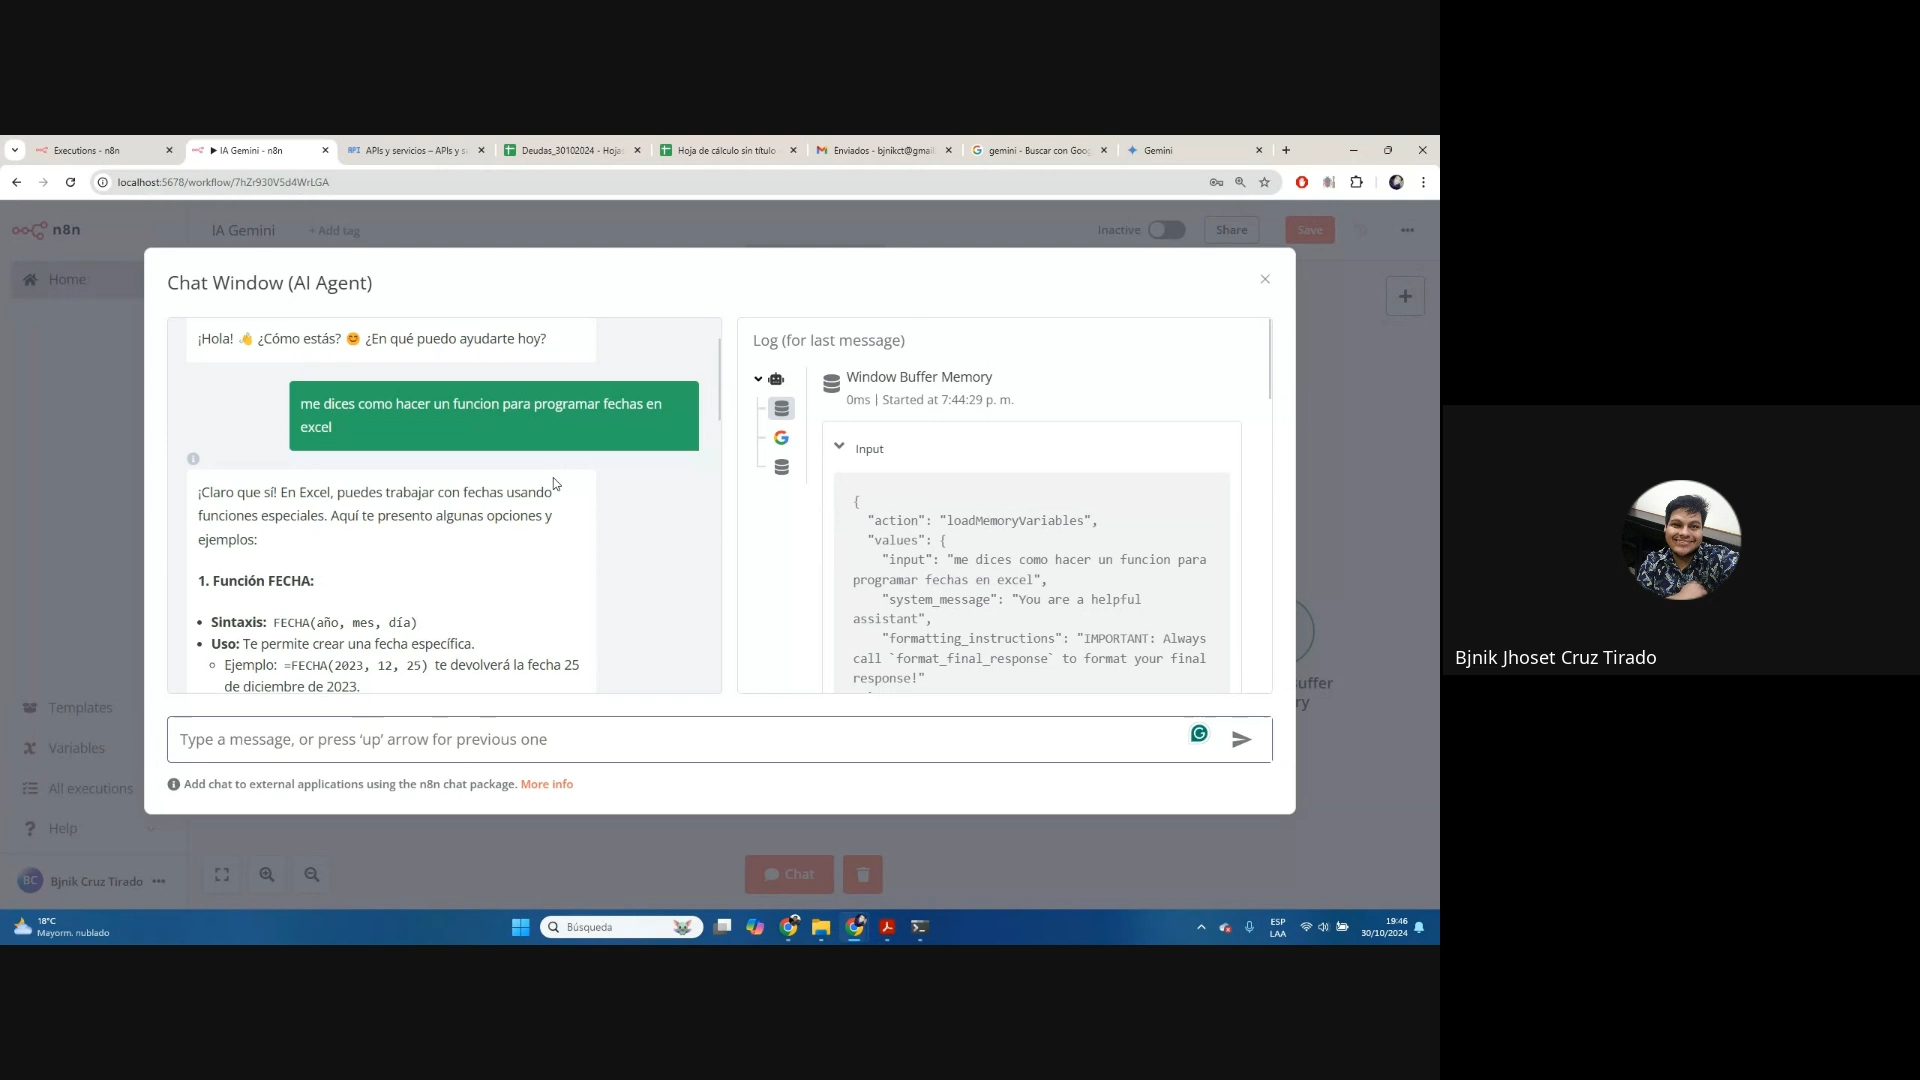 Executions - n8n
▶ IA Gemini - n8n
API APIs y servicios – APIs y s
Deudas_30102024 - Hoja
Hoja de cálculo sin título
Enviados - bjnikct@gmail
gemini - Buscar con Goog
Gemini
localhost:5678/workflow/7hZr930V5d4WrLGA
n8n
IA Gemini
+ Add tag
Inactive
Share
Save
Home
Chat Window (AI Agent)
¡Hola! 👋 ¿Cómo estás? 😊 ¿En qué puedo ayudarte hoy?
me dices como hacer un funcion para programar fechas en
excel
¡Claro que sí! En Excel, puedes trabajar con fechas usando
funciones especiales. Aquí te presento algunas opciones y
ejemplos:
1. Función FECHA:
• Sintaxis: FECHA(año, mes, día)
• Uso: Te permite crear una fecha específica.
◦ Ejemplo: =FECHA(2023, 12, 25) te devolverá la fecha 25
de diciembre de 2023.
Log (for last message)
Window Buffer Memory
0ms | Started at 7:44:29 p. m.
Input
{
"action": "loadMemoryVariables",
"values": {
"input": "me dices como hacer un funcion para
programar fechas en excel",
"system_message": "You are a helpful
assistant",
"formatting_instructions": "IMPORTANT: Always
call `format_final_response` to format your final
response!"
Type a message, or press ‘up’ arrow for previous one
Add chat to external applications using the n8n chat package. More info
uffer
ry
Templates
Variables
All executions
Help
BC Bjnik Cruz Tirado
Chat
18°C
Mayorm. nublado
Búsqueda
ESP
LAA
19:46
30/10/2024
Bjnik Jhoset Cruz Tirado